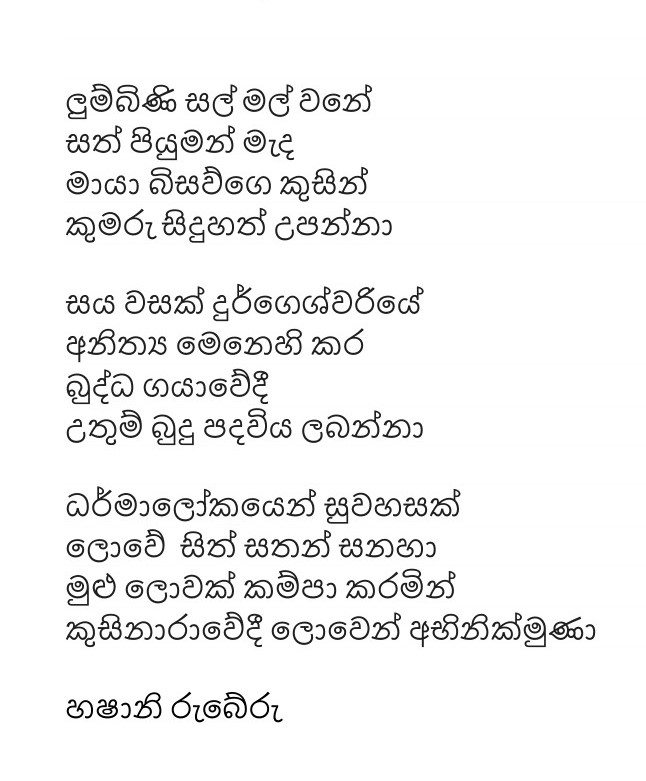 ලුම්බිණි සල් මල් වනේ
සත් පියුමන් මැද
මායා බිසව්ගෙ කුසින්
කුමරු සිදුහත් උපන්නා
සය වසක් දුර්ගෙශ්වරියේ
අනිත්‍ය මෙනෙහි කර
බුද්ධ ගයාවේදී
උතුම් බුදු පදවිය ලබන්නා
ධර්මාලෝකයෙන් සුවහසක්
ලොවේ සිත් සතන් සනහා
මුළු ලොවක් කම්පා කරමින්
කුසිනාරාවේදී ලොවෙන් අභිනික්මුණා
හෂානි රුබේරු